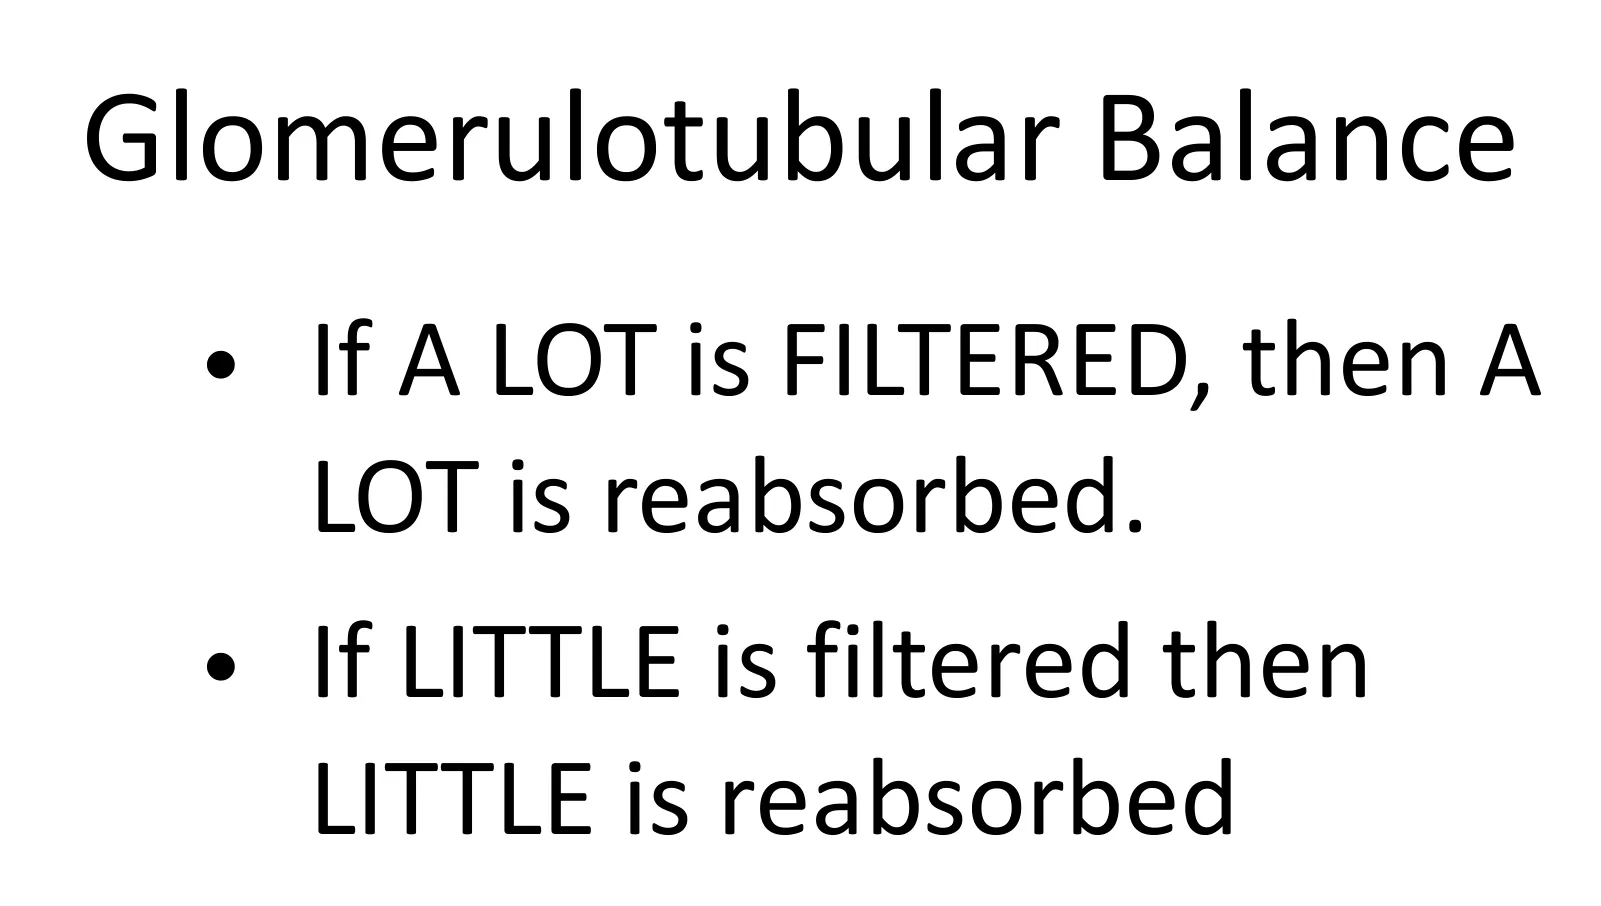 Glomerulotubular Balance
• If A LOT is FILTERED, then A
LOT is reabsorbed.
• If LITTLE is filtered then
LITTLE is reabsorbed